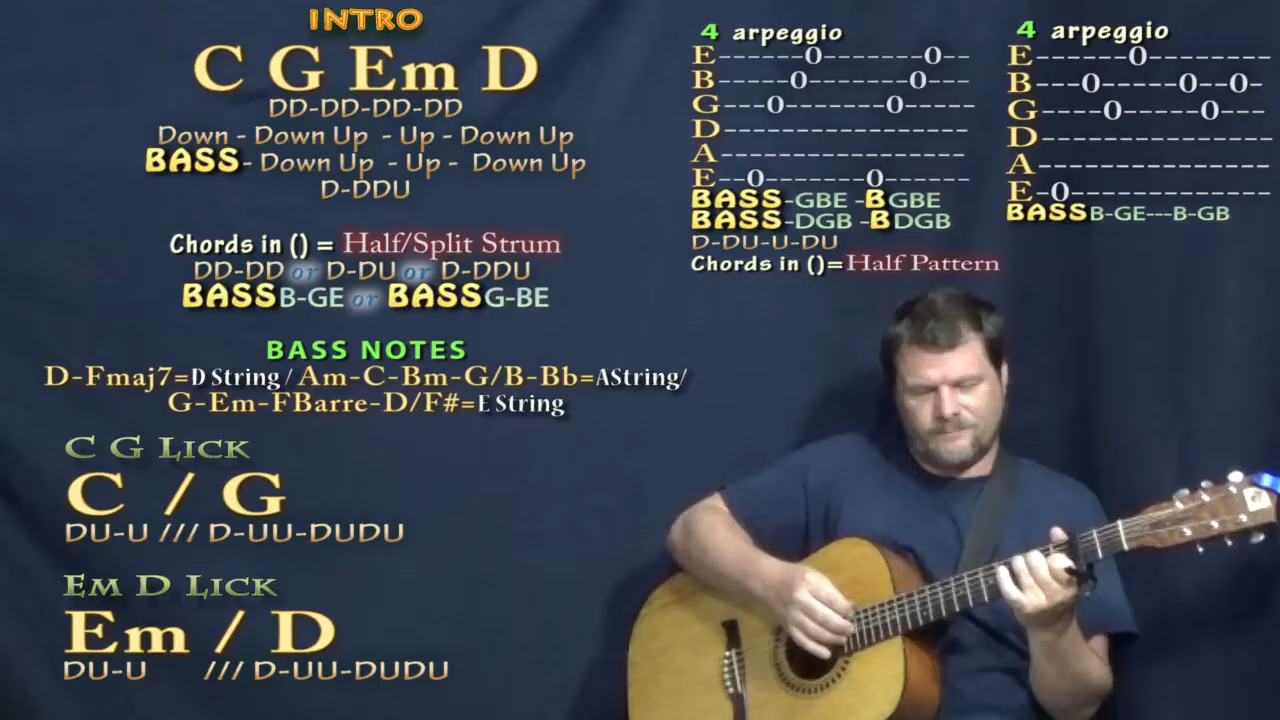 INTRO
C G Em D
DD-DD-DD-DD
Down - Down Up - Up - Down Up
BASS - Down Up - Up - Down Up
D-DDU
Chords in () = Half/Split Strum
DD-DD or D-DU or D-DDU
BASSB-GE or BASSG-BE
BASS NOTES
D-Fmaj7=D String / Am-C-Bm-G/B-Bb=AString/
G-Em-FBarre-D/F#=E String
C G LICK
C / G
DU-U /// D-UU-DUDU
EM D LICK
Em / D
DU-U /// D-UU-DUDU
4 arpeggio
E------0-------0---
B-----0-------0----
G---0-------0------
D------------------
A------------------
E--0-------0-------
BASS-GBE -BGBE
BASS-DGB -BDGB
D-DU-U-DU
Chords in ()=Half Pattern
4 arpeggio
E--------0---------
B---0------0--0-
G-----0------0-----
D------------------
A------------------
E-0----------------
BASSB-GE---B-GB